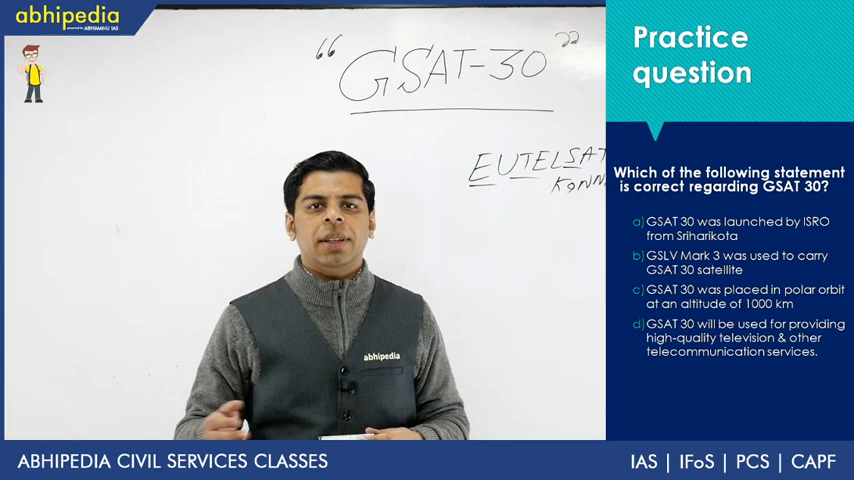 abhipedia
powered by ABHIMANU IAS
“ GSAT-30 ”
EUTELSAT
abhipedia
Practice
question
Which of the following statement
is correct regarding GSAT 30?
a) GSAT 30 was launched by ISRO
from Sriharikota
b) GSLV Mark 3 was used to carry
GSAT 30 satellite
c) GSAT 30 was placed in polar orbit
at an altitude of 1000 km
d) GSAT 30 will be used for providing
high-quality television & other
telecommunication services.
ABHIPEDIA CIVIL SERVICES CLASSES
IAS | IFoS | PCS | CAPF